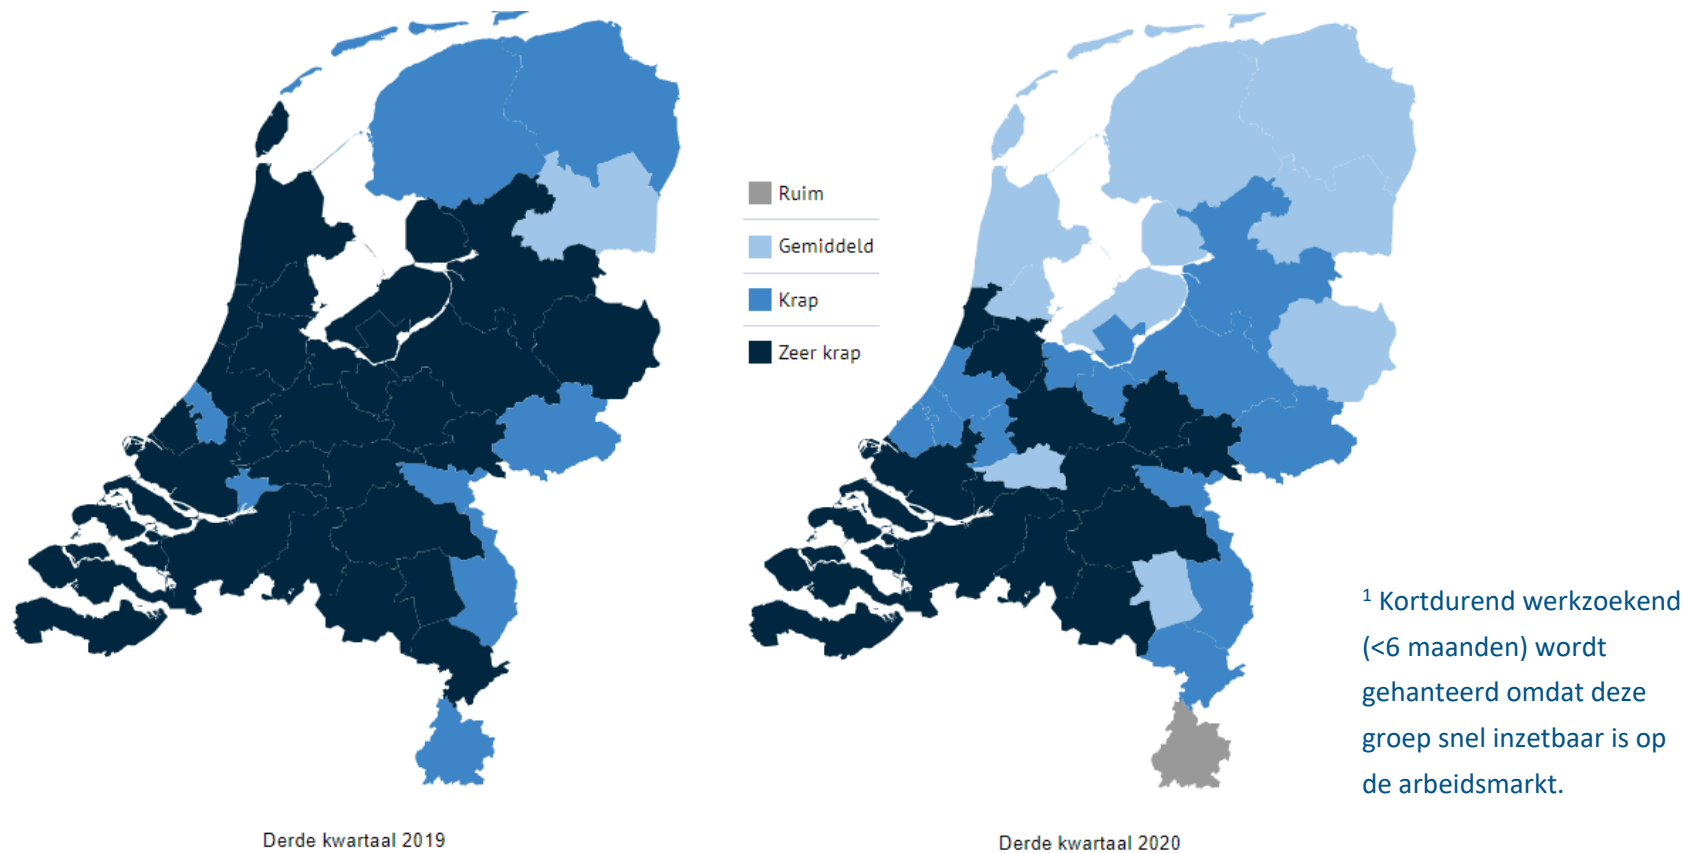 Ruim
Gemiddeld
Krap
Zeer krap
¹ Kortdurend werkzoekend
(<6 maanden) wordt
gehanteerd omdat deze
groep snel inzetbaar is op
de arbeidsmarkt.
Derde kwartaal 2019
Derde kwartaal 2020